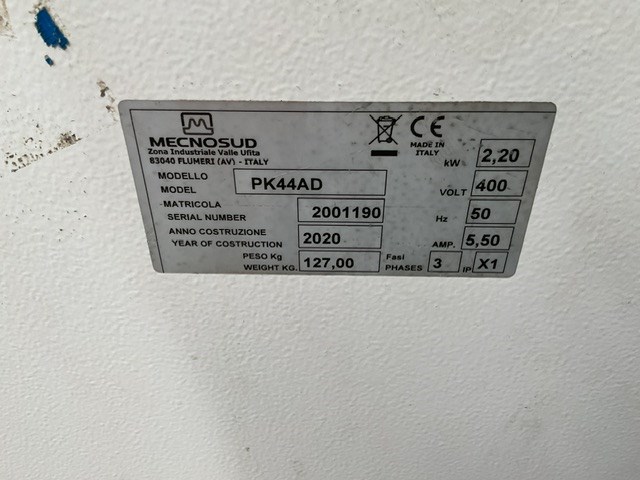 MECNOSUD
Zona Industriale Valle Ufita
83040 FLUMERI (AV) - ITALY
CE
MADE IN
ITALY
kW 2,20
MODELLO
MODEL PK44AD
VOLT 400
MATRICOLA
SERIAL NUMBER 2001190
Hz 50
ANNO COSTRUZIONE
YEAR OF COSTRUCTION 2020
AMP. 5,50
PESO Kg
WEIGHT KG. 127,00
Fasi
PHASES 3
IP X1